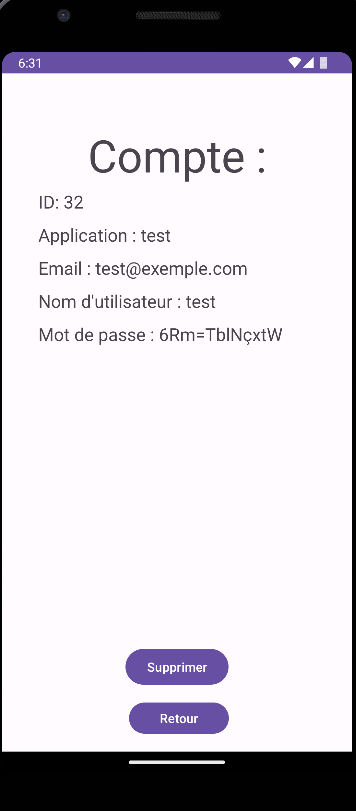 6:31
Compte :
ID: 32
Application : test
Email : test@exemple.com
Nom d'utilisateur : test
Mot de passe : 6Rm=TblNçxtW
Supprimer
Retour